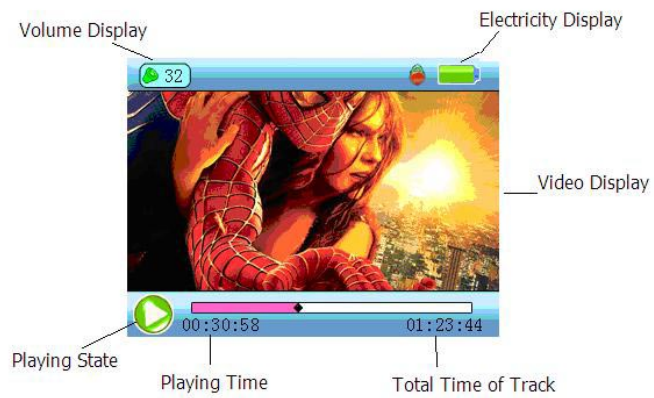 Electricity Display
Volume Display
32
Video Display
00:30:58
01:23:44
Playing State
Playing Time
Total Time of Track